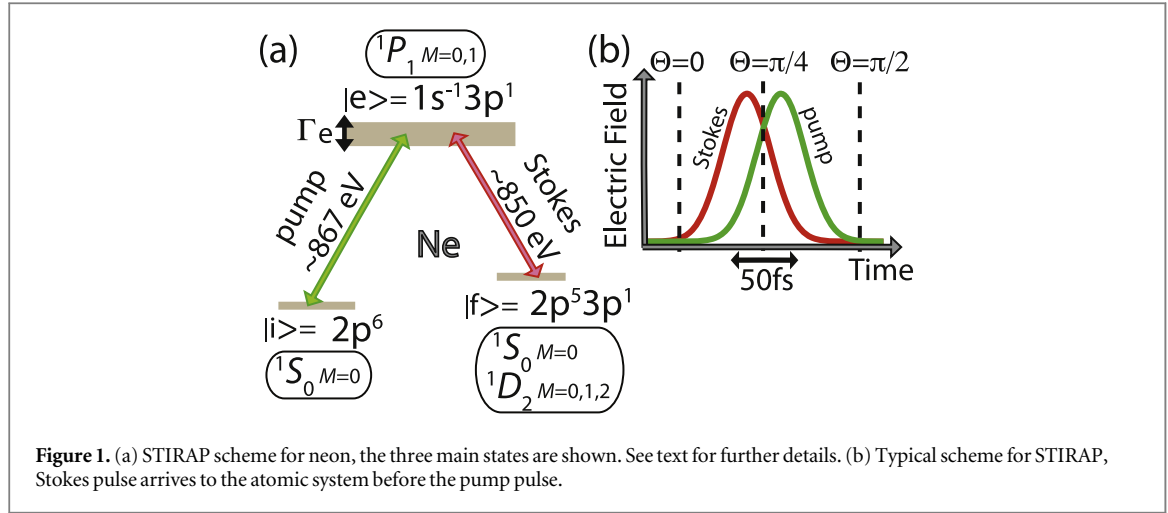 (a)
¹P₁ M=0,1
|e>= 1s⁻¹3p¹
Γe
pump
~867 eV
Stokes
~850 eV
Ne
|i>= 2p⁶
¹S₀ M=0
|f>= 2p⁵3p¹
¹S₀ M=0
¹D₂ M=0,1,2
(b)
Θ=0 Θ=π/4 Θ=π/2
Electric Field
Stokes
pump
50fs
Time
Figure 1. (a) STIRAP scheme for neon, the three main states are shown. See text for further details. (b) Typical scheme for STIRAP,
Stokes pulse arrives to the atomic system before the pump pulse.